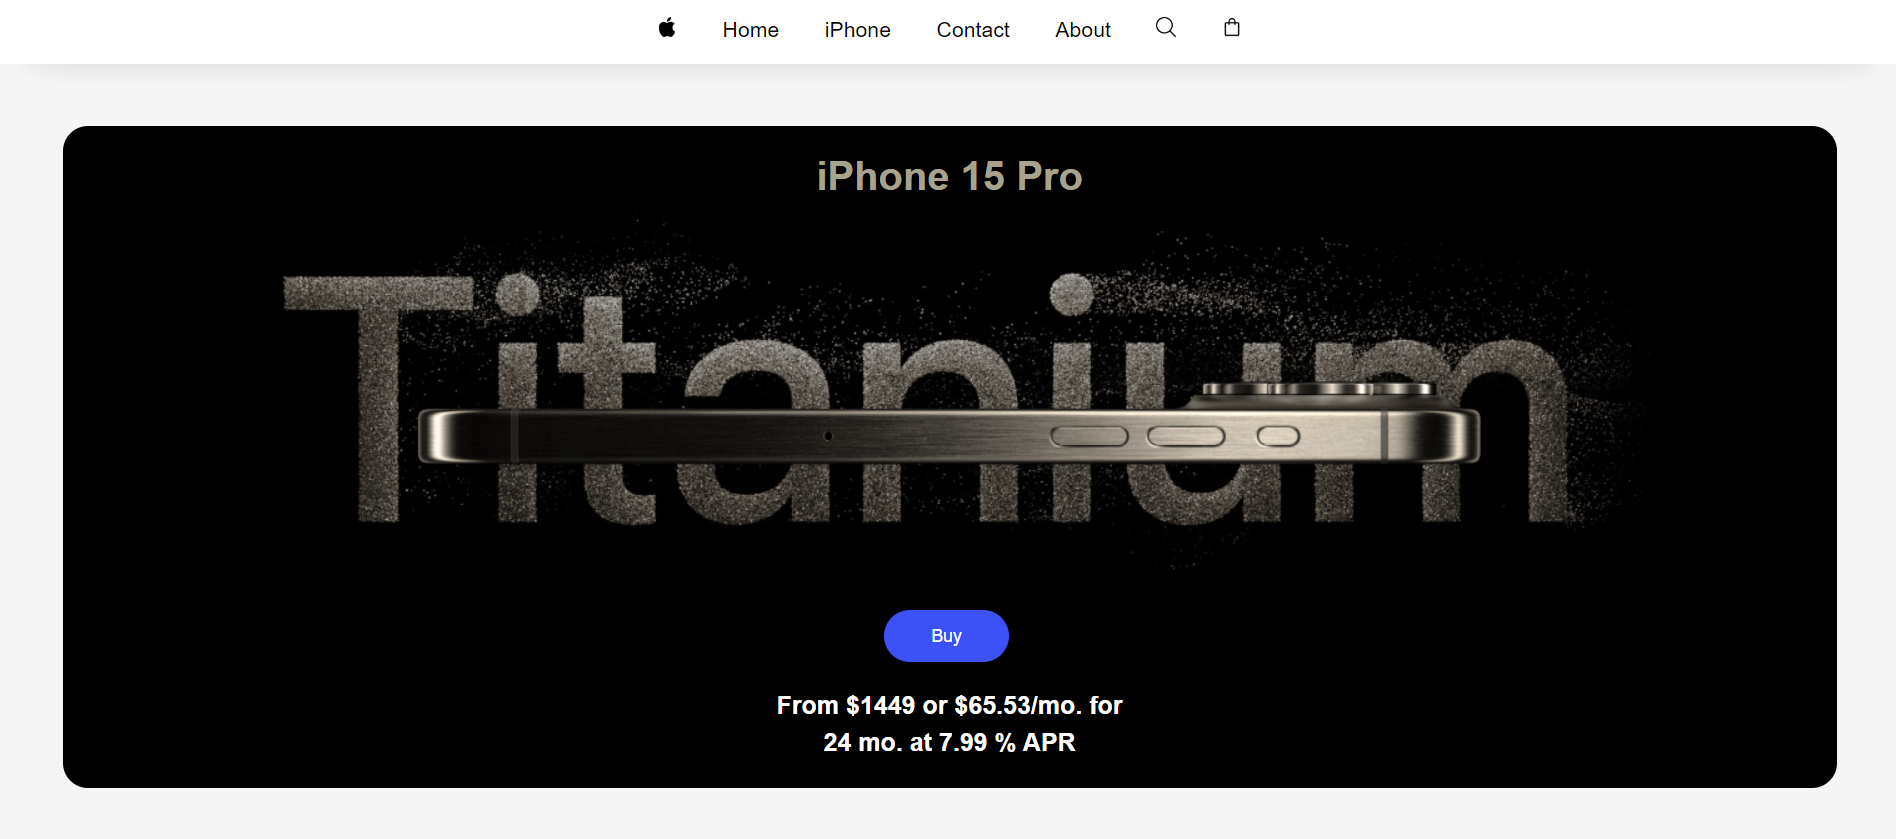 Home iPhone Contact About
iPhone 15 Pro
Titanium
Buy
From $1449 or $65.53/mo. for
24 mo. at 7.99 % APR